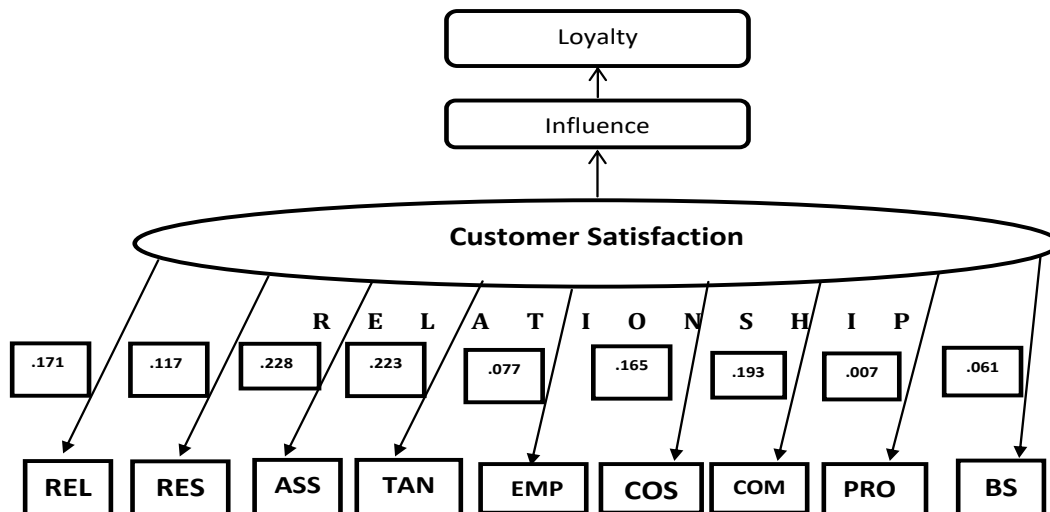 Loyalty
Influence
Customer Satisfaction
R E L A T I O N S H I P
.171 .117 .228 .223 .077 .165 .193 .007 .061
REL RES ASS TAN EMP COS COM PRO BS